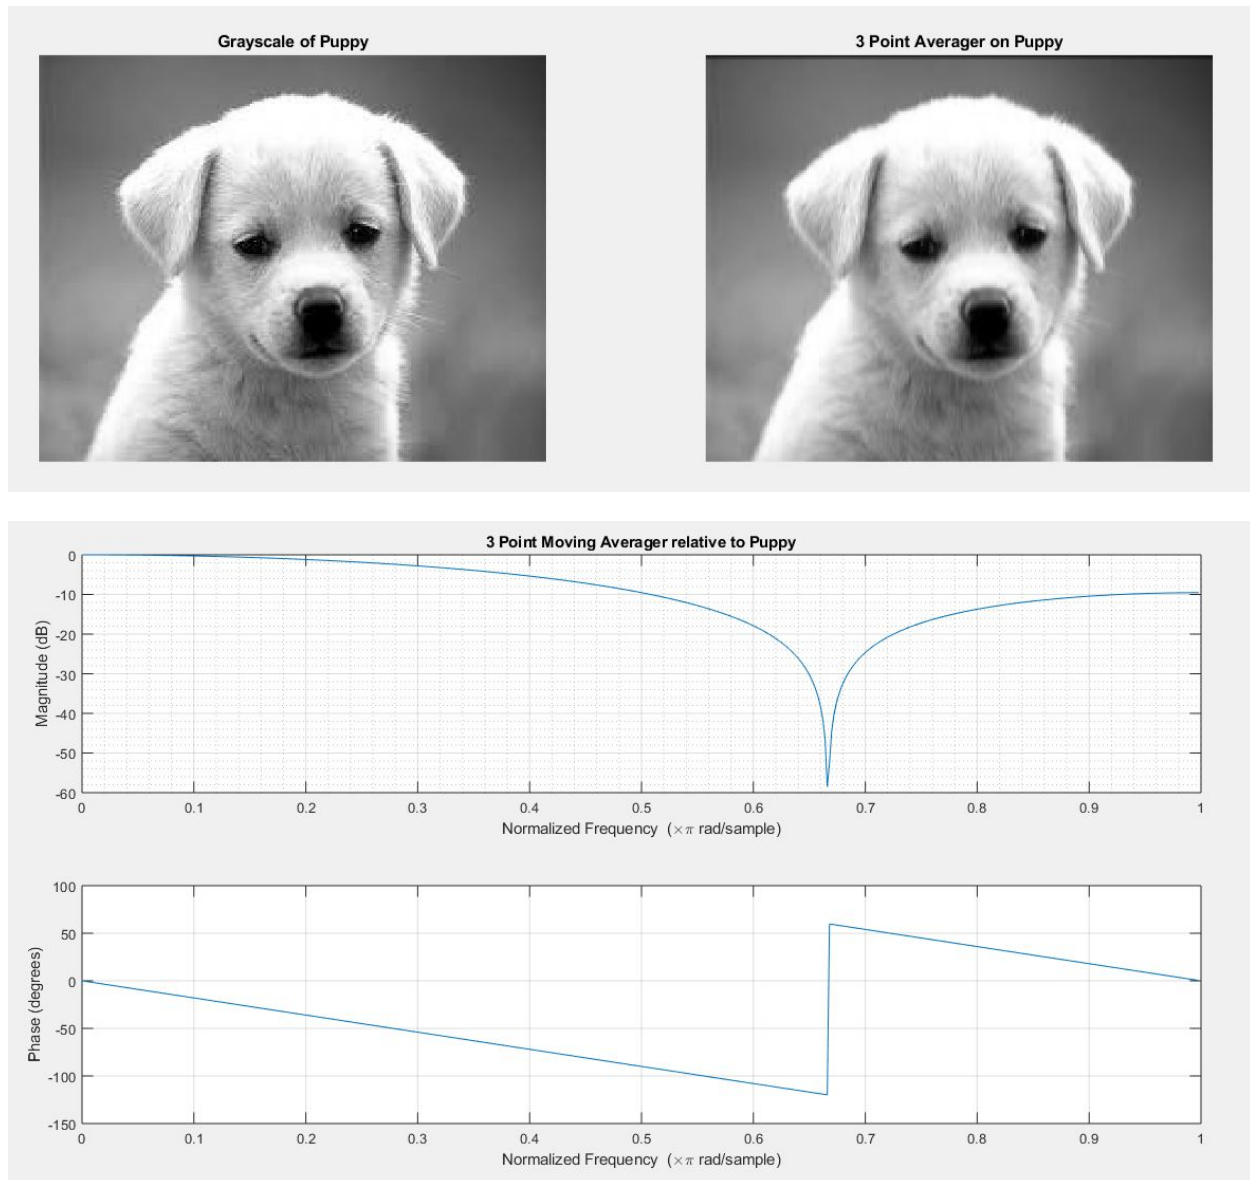 Grayscale of Puppy
3 Point Averager on Puppy
3 Point Moving Averager relative to Puppy
Magnitude (dB)
0
-10
-20
-30
-40
-50
-60
0 0.1 0.2 0.3 0.4 0.5 0.6 0.7 0.8 0.9 1
Normalized Frequency (×π rad/sample)
Phase (degrees)
100
50
0
-50
-100
-150
0 0.1 0.2 0.3 0.4 0.5 0.6 0.7 0.8 0.9 1
Normalized Frequency (×π rad/sample)